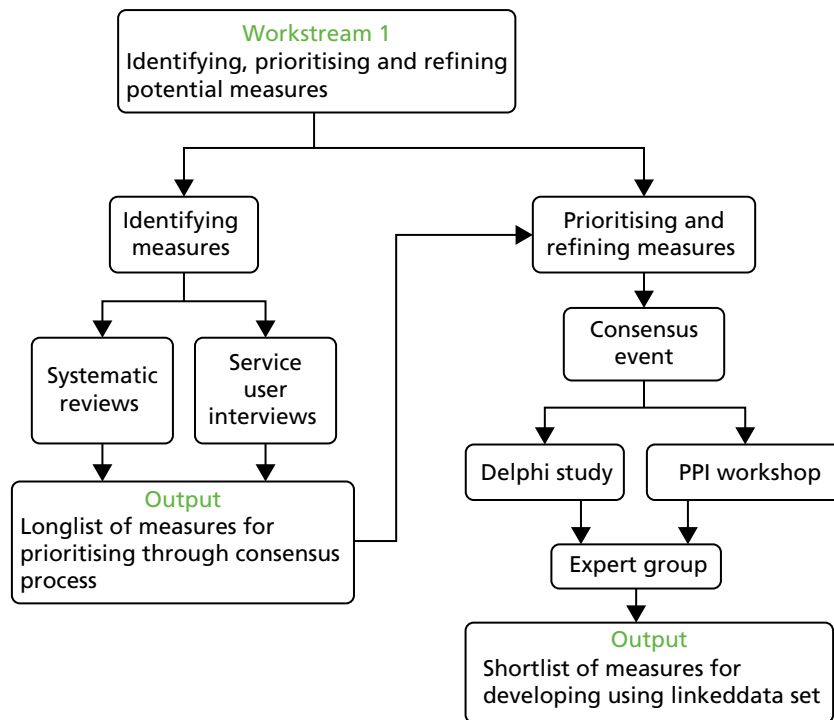 Workstream 1
Identifying, prioritising and refining
potential measures
Identifying
measures
Prioritising and
refining measures
Systematic
reviews
Service
user
interviews
Consensus
event
Output
Longlist of measures for
prioritising through consensus
process
Delphi study
PPI workshop
Expert group
Output
Shortlist of measures for
developing using linkeddata set